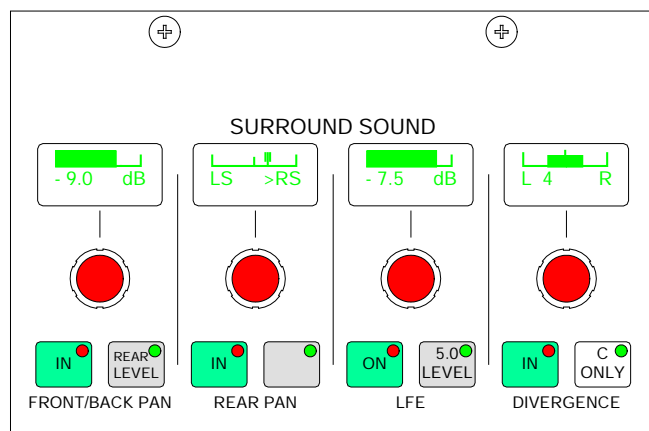 SURROUND SOUND
- 9.0 dB
LS >RS
- 7.5 dB
L 4 R
IN
REAR
LEVEL
IN
ON
5.0
LEVEL
IN
C
ONLY
FRONT/BACK PAN
REAR PAN
LFE
DIVERGENCE